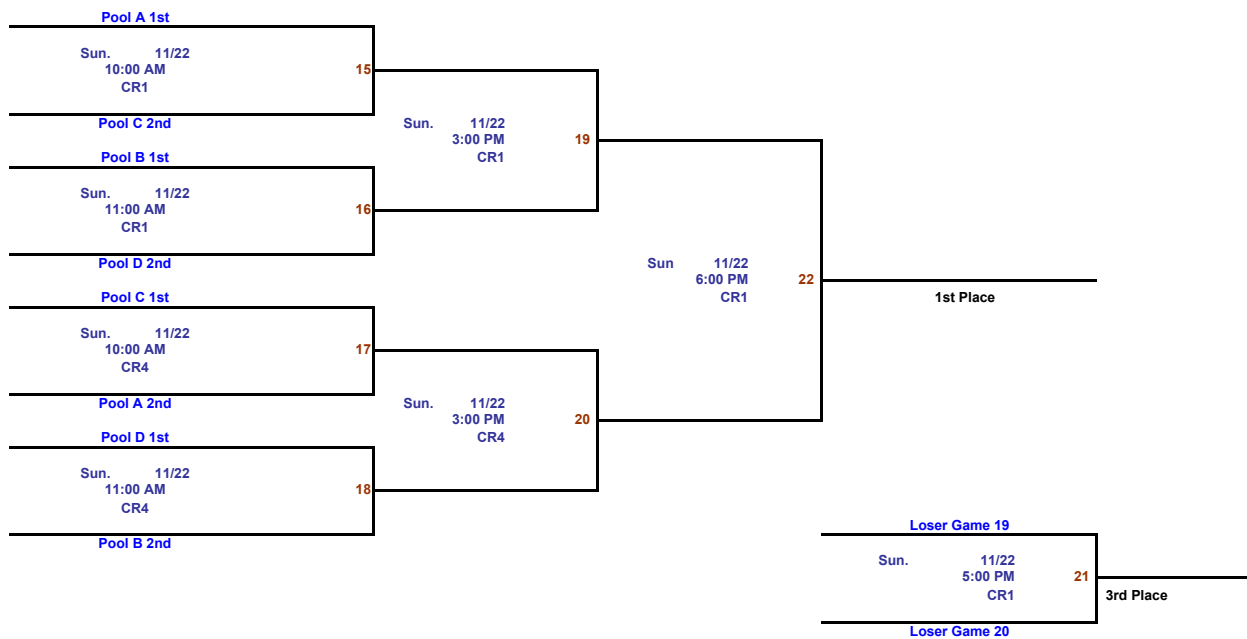 Pool A 1st
Sun. 11/22
10:00 AM
CR1
15
Pool C 2nd
Pool B 1st
Sun. 11/22
11:00 AM
CR1
16
Pool D 2nd
Sun. 11/22
3:00 PM
CR1
19
Pool C 1st
Sun. 11/22
10:00 AM
CR4
17
Pool A 2nd
Pool D 1st
Sun. 11/22
11:00 AM
CR4
18
Pool B 2nd
Sun. 11/22
3:00 PM
CR4
20
Sun 11/22
6:00 PM
CR1
22
1st Place
Loser Game 19
Sun. 11/22
5:00 PM
CR1
21
3rd Place
Loser Game 20